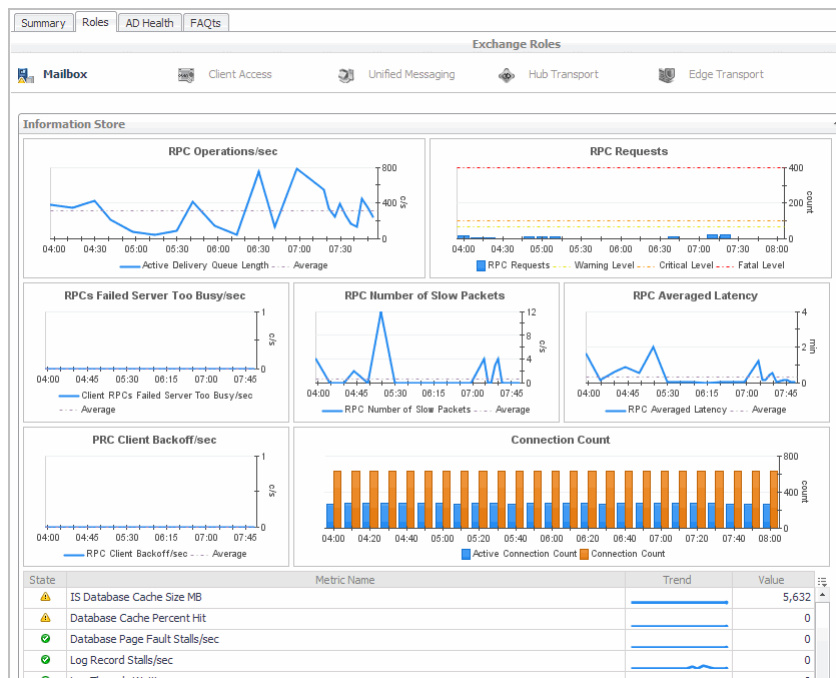 Summary Roles AD Health FAQts
Exchange Roles
Mailbox Client Access Unified Messaging Hub Transport Edge Transport
Information Store
RPC Operations/sec
800
400
0
c/s
04:00 04:30 05:00 05:30 06:00 06:30 07:00 07:30
Active Delivery Queue Length Average
RPC Requests
400
200
0
count
04:00 04:30 05:00 05:30 06:00 06:30 07:00 07:30 08:00
RPC Requests Warning Level Critical Level Fatal Level
RPCs Failed Server Too Busy/sec
1
0
c/s
04:00 04:45 05:30 06:15 07:00 07:45
Client RPCs Failed Server Too Busy/sec
Average
RPC Number of Slow Packets
12
8
4
0
c/s
04:00 04:45 05:30 06:15 07:00 07:45
RPC Number of Slow Packets Average
RPC Averaged Latency
4
2
0
min
04:00 04:45 05:30 06:15 07:00 07:45
RPC Averaged Latency Average
PRC Client Backoff/sec
1
0
c/s
04:00 04:45 05:30 06:15 07:00 07:45
RPC Client Backoff/sec Average
Connection Count
800
400
0
count
04:00 04:20 04:40 05:00 05:20 05:40 06:00 06:20 06:40 07:00 07:20 07:40 08:00
Active Connection Count Connection Count
State Metric Name Trend Value
IS Database Cache Size MB 5,632
Database Cache Percent Hit 0
Database Page Fault Stalls/sec 0
Log Record Stalls/sec 0